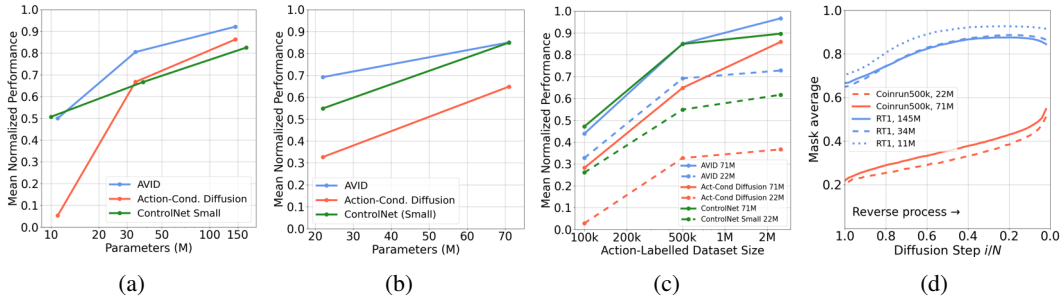 Mean Normalized Performance
1.0
0.9
0.8
0.7
0.6
0.5
0.4
0.3
0.2
0.1
0.0
10
20
30
100
150
Parameters (M)
AVID
Action-Cond. Diffusion
ControlNet Small
(a)
Mean Normalized Performance
1.0
0.9
0.8
0.7
0.6
0.5
0.4
0.3
0.2
0.1
0.0
20
30
40
50
60
70
Parameters (M)
AVID
Action-Cond. Diffusion
ControlNet (Small)
(b)
Mean Normalized Performance
1.0
0.9
0.8
0.7
0.6
0.5
0.4
0.3
0.2
0.1
0.0
100k
200k
500k
1M
2M
Action-Labelled Dataset Size
AVID 71M
AVID 22M
Act-Cond Diffusion 71M
Act-Cond Diffusion 22M
ControlNet 71M
ControlNet Small 22M
(c)
Mask average
1.0
0.8
0.6
0.4
0.2
Coinrun500k, 22M
Coinrun500k, 71M
RT1, 145M
RT1, 34M
RT1, 11M
Reverse process →
1.0
0.8
0.6
0.4
0.2
0.0
Diffusion Step i/N
(d)